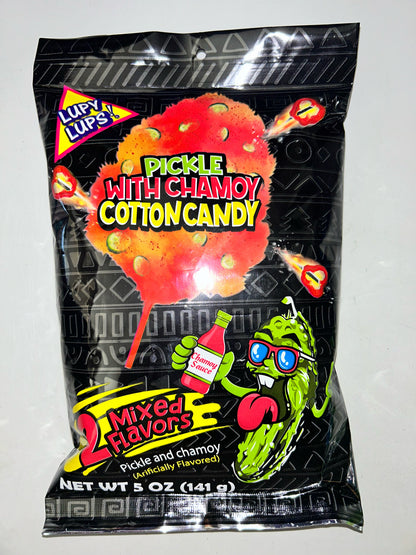 LUPY
LUPS!
PICKLE
WITH CHAMOY
COTTON CANDY
Chamoy
Sauce
2 Mixed
Flavors
Pickle and chamoy
(Arificially Flavored)
NET WT 5 OZ (141 g)